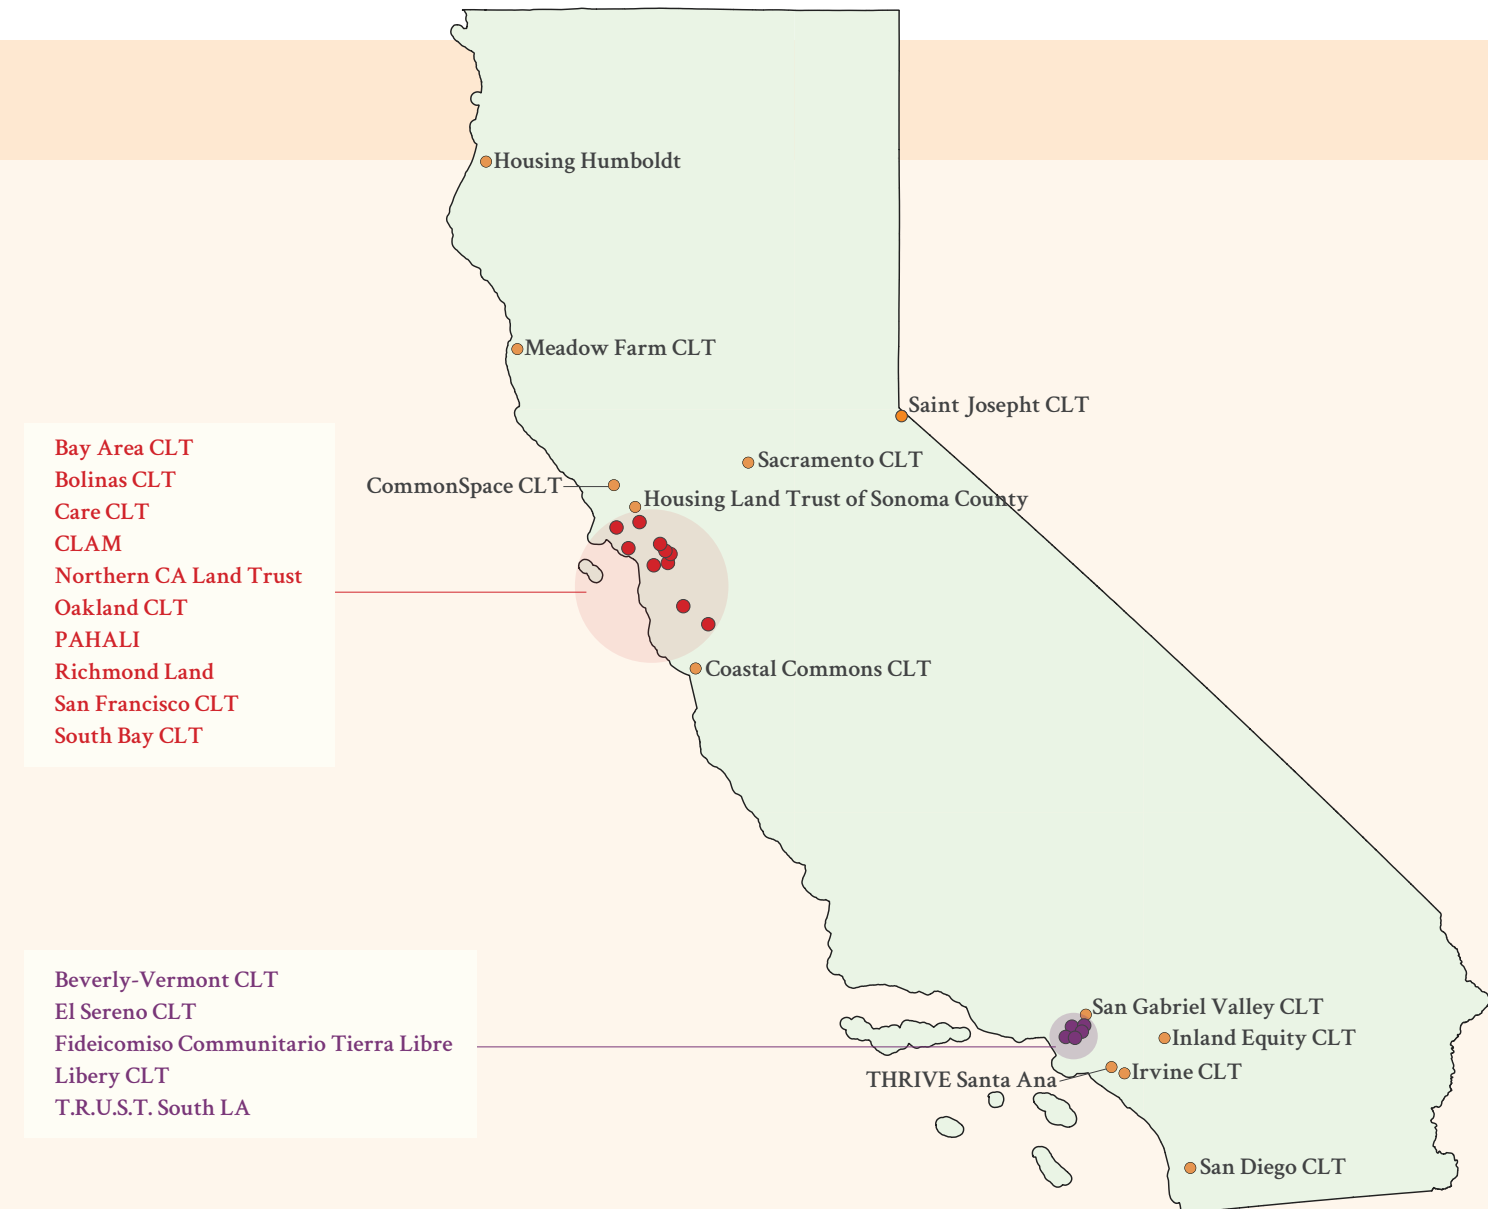 Housing Humboldt
Meadow Farm CLT
Saint Josepht CLT
Sacramento CLT
CommonSpace CLT
Housing Land Trust of Sonoma County
Bay Area CLT
Bolinas CLT
Care CLT
CLAM
Northern CA Land Trust
Oakland CLT
PAHALI
Richmond Land
San Francisco CLT
South Bay CLT
Coastal Commons CLT
Beverly-Vermont CLT
El Sereno CLT
Fideicomiso Communitario Tierra Libre
Libery CLT
T.R.U.S.T. South LA
San Gabriel Valley CLT
Inland Equity CLT
THRIVE Santa Ana
Irvine CLT
San Diego CLT